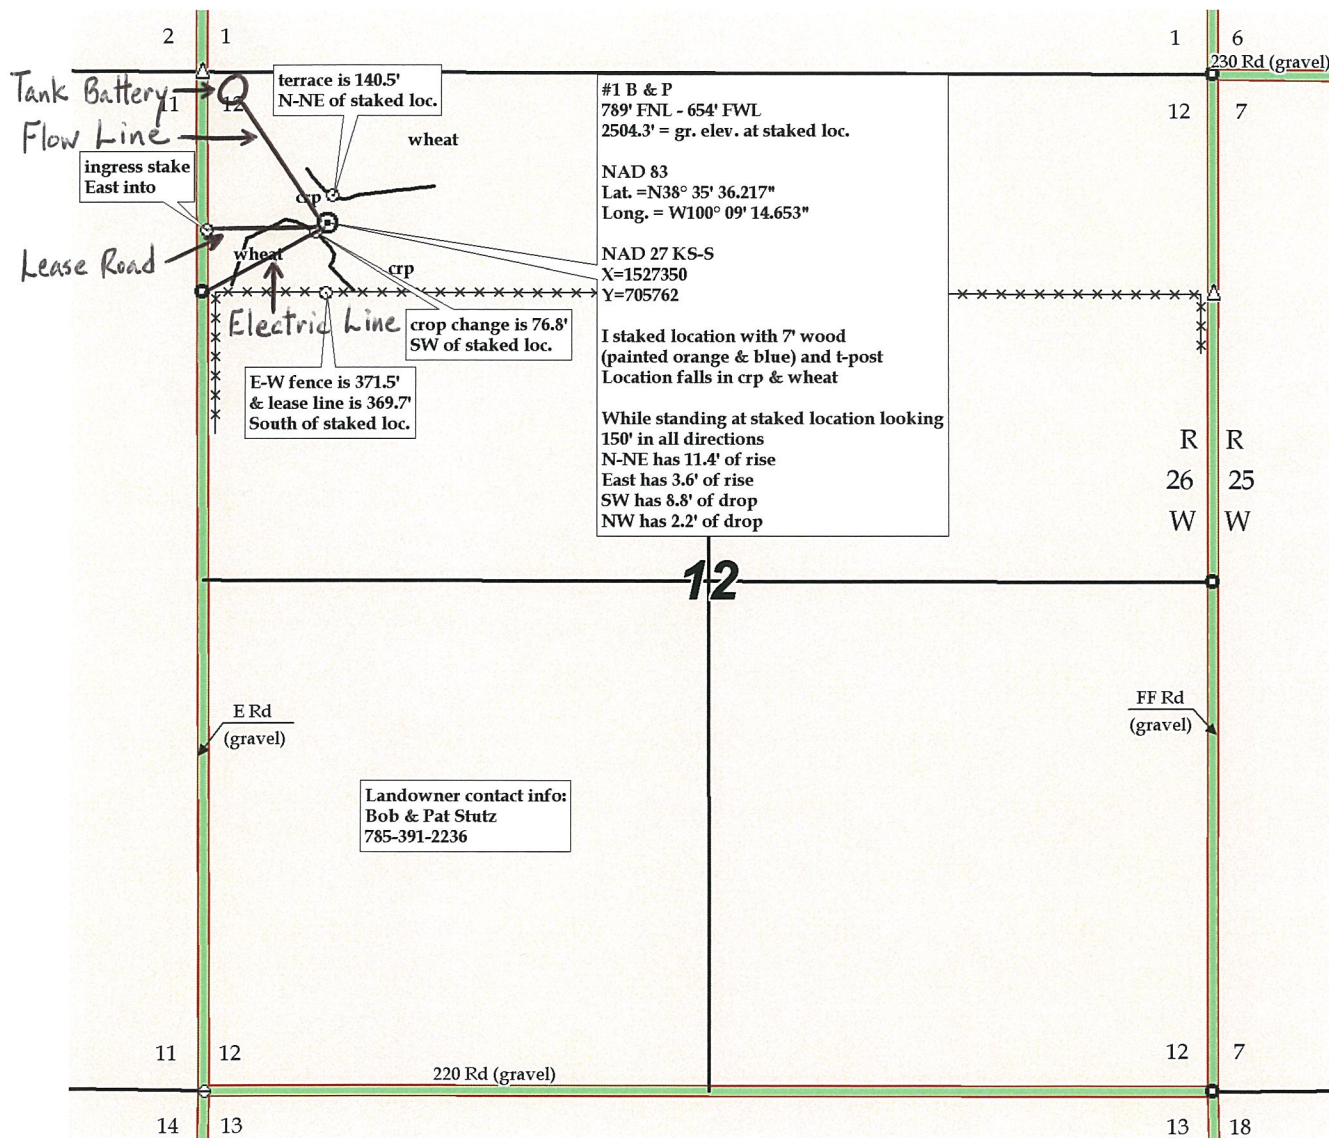 2 1
1 6
230 Rd (gravel)
Tank Battery
11 12
12 7
Flow Line
terrace is 140.5'
N-NE of staked loc.
wheat
ingress stake
East into
crp
Lease Road
wheat
crp
Electric Line
crop change is 76.8'
SW of staked loc.
E-W fence is 371.5'
& lease line is 369.7'
South of staked loc.
#1 B & P
789' FNL - 654' FWL
2504.3' = gr. elev. at staked loc.
NAD 83
Lat. =N38° 35' 36.217"
Long. = W100° 09' 14.653"
NAD 27 KS-S
X=1527350
Y=705762
I staked location with 7' wood
(painted orange & blue) and t-post
Location falls in crp & wheat
While standing at staked location looking
150' in all directions
N-NE has 11.4' of rise
East has 3.6' of rise
SW has 8.8' of drop
NW has 2.2' of drop
R R
26 25
W W
12
E Rd
(gravel)
FF Rd
(gravel)
Landowner contact info:
Bob & Pat Stutz
785-391-2236
11 12
12 7
220 Rd (gravel)
14 13
13 18